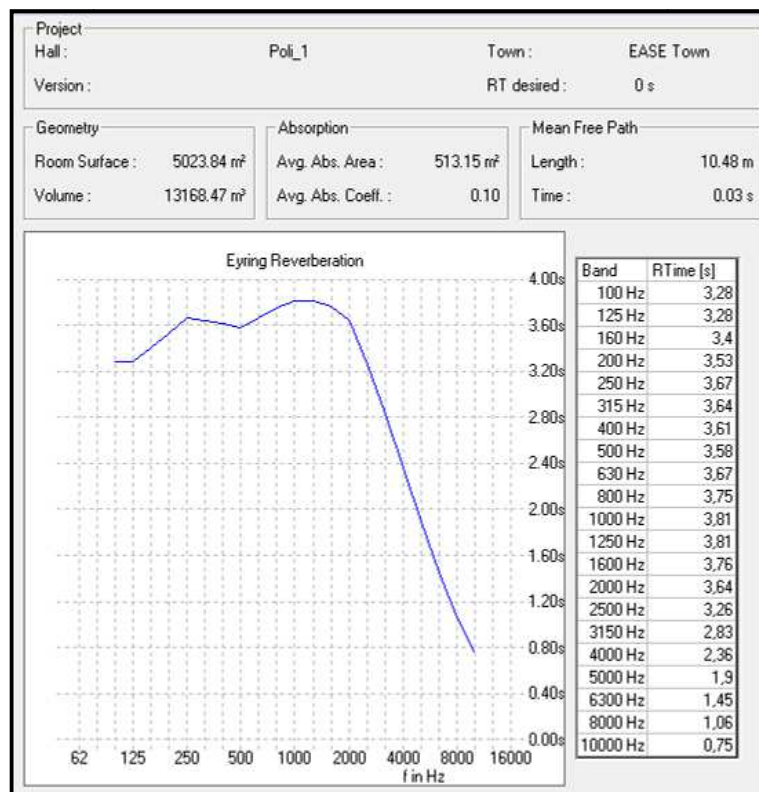 Project
Hall : Poli_1 Town : EASE Town
Version : RT desired : 0 s
Geometry Absorption Mean Free Path
Room Surface : 5023.84 m² Avg. Abs. Area : 513.15 m² Length : 10.48 m
Volume : 13168.47 m³ Avg. Abs. Coeff. : 0.10 Time : 0.03 s
Eyring Reverberation
4.00s
3.60s
3.20s
2.80s
2.40s
2.00s
1.60s
1.20s
0.80s
0.40s
0.00s
62 125 250 500 1000 2000 4000 8000 16000
f in Hz
Band RTime [s]
100 Hz 3,28
125 Hz 3,28
160 Hz 3,4
200 Hz 3,53
250 Hz 3,67
315 Hz 3,64
400 Hz 3,61
500 Hz 3,58
630 Hz 3,67
800 Hz 3,75
1000 Hz 3,81
1250 Hz 3,81
1600 Hz 3,76
2000 Hz 3,64
2500 Hz 3,26
3150 Hz 2,83
4000 Hz 2,36
5000 Hz 1,9
6300 Hz 1,45
8000 Hz 1,06
10000 Hz 0,75